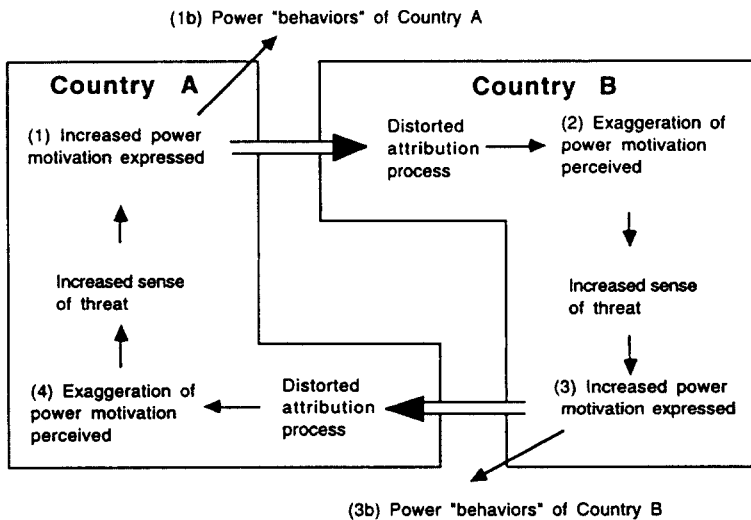 (1b) Power "behaviors" of Country A
Country A
(1) Increased power
motivation expressed
Increased sense
of threat
(4) Exaggeration of
power motivation
perceived
Country B
Distorted
attribution
process
(2) Exaggeration of
power motivation
perceived
Increased sense
of threat
(3) Increased power
motivation expressed
Distorted
attribution
process
(3b) Power "behaviors" of Country B